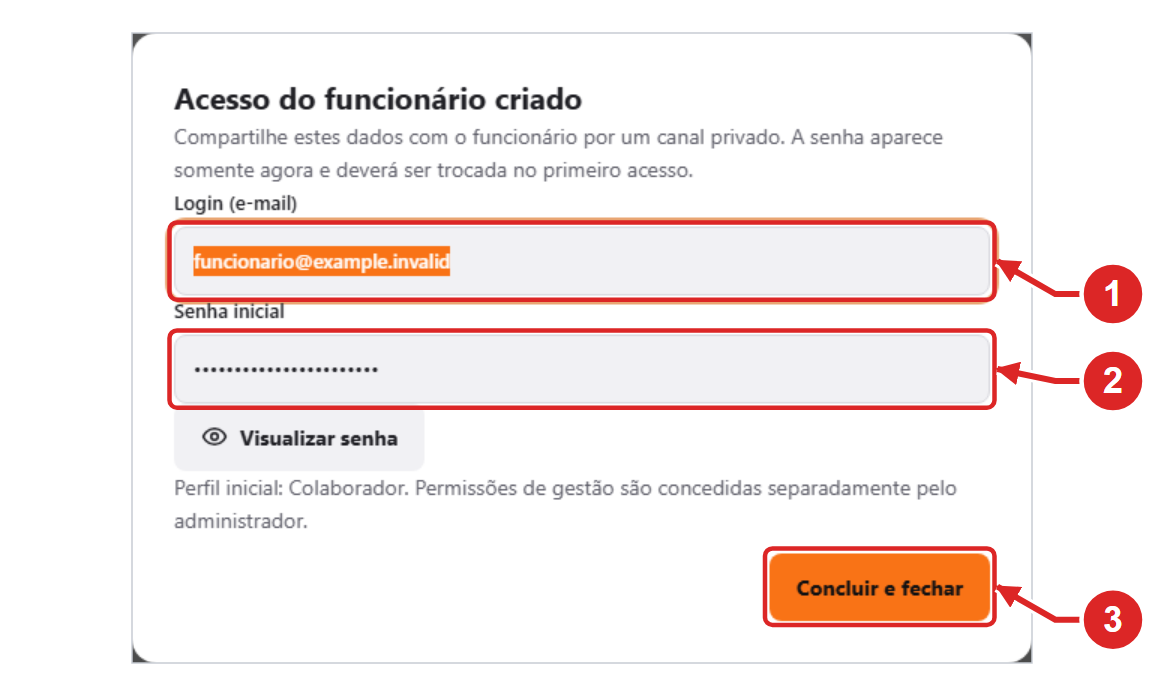 Acesso do funcionário criado
Compartilhe estes dados com o funcionário por um canal privado. A senha aparece
somente agora e deverá ser trocada no primeiro acesso.
Login (e-mail)
funcionario@example.invalid
1
Senha inicial
•••••••••••••••••••••••
2
Visualizar senha
Perfil inicial: Colaborador. Permissões de gestão são concedidas separadamente pelo
administrador.
Concluir e fechar
3